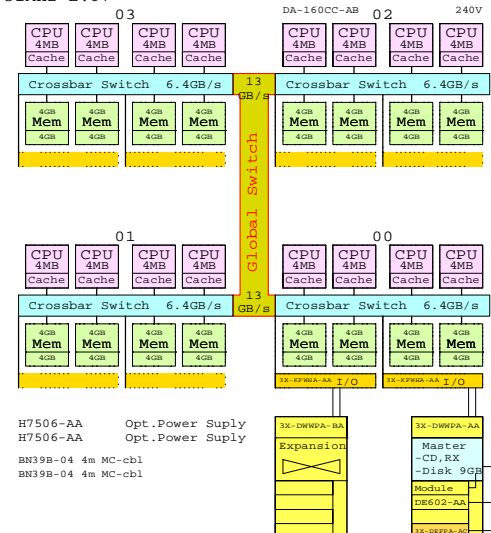 03
DA-160CC-AB 02 240V
CPU CPU CPU CPU
4MB 4MB 4MB 4MB
Cache Cache Cache Cache
CPU CPU CPU CPU
4MB 4MB 4MB 4MB
Cache Cache Cache Cache
Crossbar Switch 6.4GB/s
13
GB/s
Crossbar Switch 6.4GB/s
4GB 4GB 4GB 4GB
Mem Mem Mem Mem
4GB 4GB 4GB 4GB
4GB 4GB 4GB 4GB
Mem Mem Mem Mem
4GB 4GB 4GB 4GB
Global Switch
01
00
CPU CPU CPU CPU
4MB 4MB 4MB 4MB
Cache Cache Cache Cache
CPU CPU CPU CPU
4MB 4MB 4MB 4MB
Cache Cache Cache Cache
Crossbar Switch 6.4GB/s
13
GB/s
Crossbar Switch 6.4GB/s
4GB 4GB 4GB 4GB
Mem Mem Mem Mem
4GB 4GB 4GB 4GB
4GB 4GB 4GB 4GB
Mem Mem Mem Mem
4GB 4GB 4GB 4GB
3X-KFWHA-AA I/O
3X-KFWHA-AA I/O
H7506-AA Opt.Power Suply
H7506-AA Opt.Power Suply
BN39B-04 4m MC-cbl
BN39B-04 4m MC-cbl
3X-DWWPA-BA
Expansion
3X-DWWPA-AA
Master
-CD,RX
-Disk 9GB
Module
DE602-AA
3X-DEFPA-AC